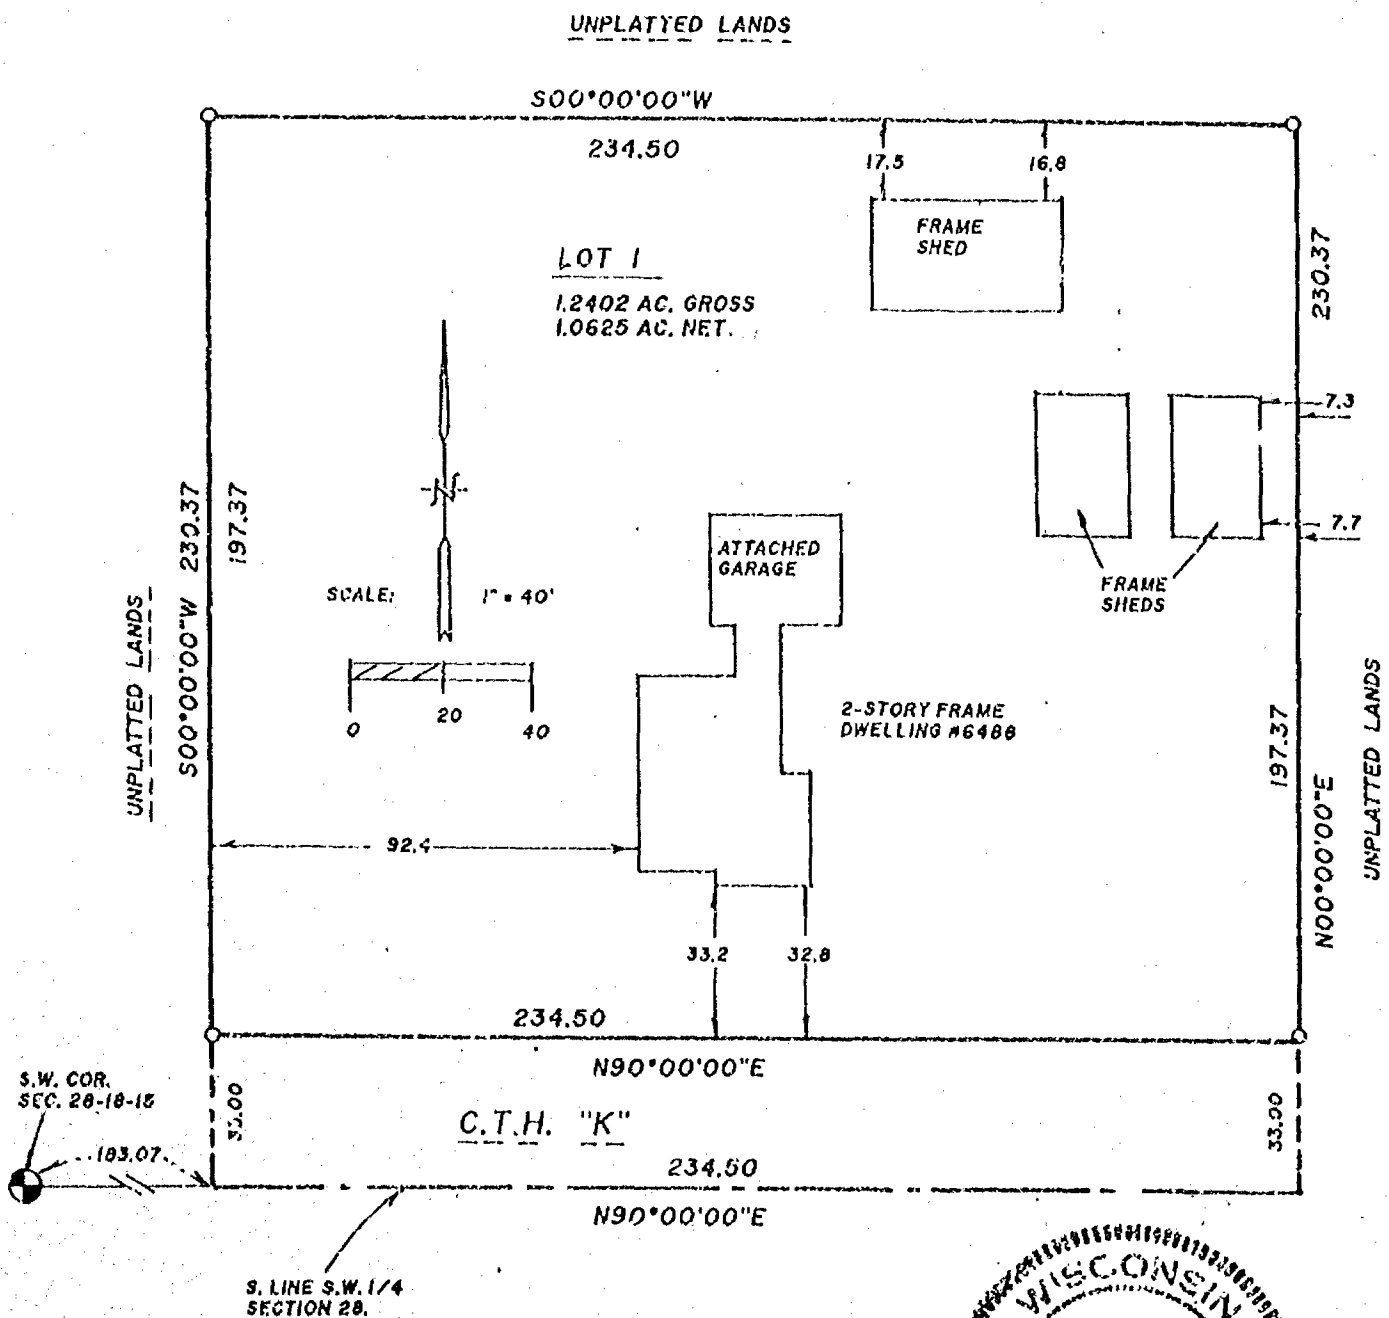 UNPLATTED LANDS
S00°00'00"W
234.50
17.5
16.8
FRAME
SHED
LOT 1
1.2402 AC. GROSS
1.0625 AC. NET.
230.37
7.3
7.7
FRAME
SHEDS
N
SCALE: 1" = 40'
0
20
40
ATTACHED
GARAGE
2-STORY FRAME
DWELLING #6488
UNPLATTED LANDS
S00°00'00"W 230.37
197.37
92.4
33.2
32.8
197.37
N00°00'00"E
UNPLATTED LANDS
234.50
N90°00'00"E
S.W. COR.
SEC. 28-18-15
183.07
33.00
C.T.H. "K"
33.00
234.50
N90°00'00"E
S. LINE S.W. 1/4
SECTION 28.
WISCONSIN